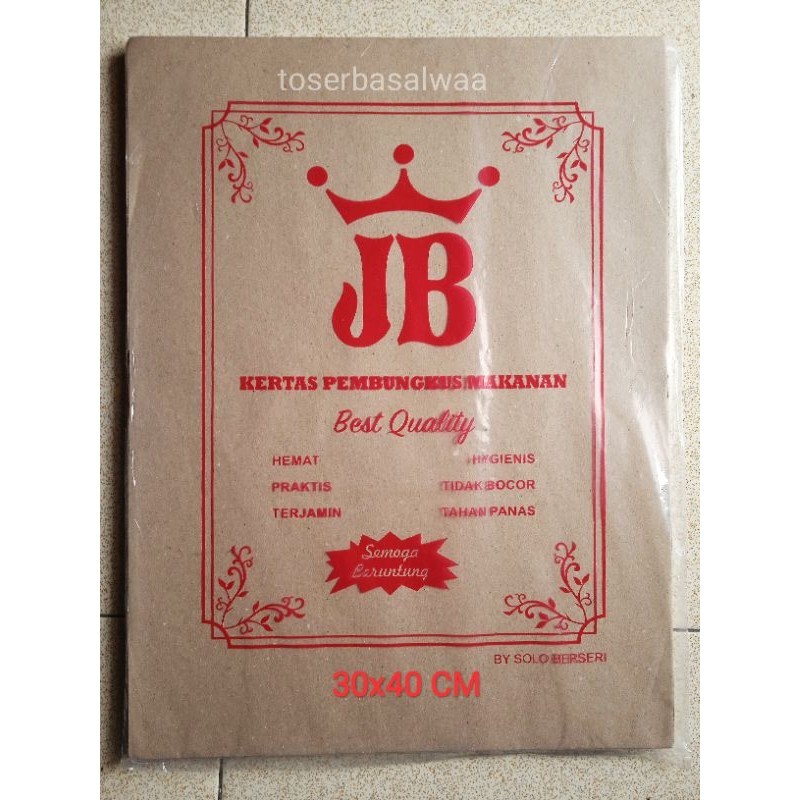 toserbasalwaa
JB
KERTAS PEMBUNGKUS MAKANAN
Best Quality
HEMAT HYGIENIS
PRAKTIS TIDAK BOCOR
TERJAMIN TAHAN PANAS
Semoga
Beruntung
BY SOLO BERSERI
30x40 CM